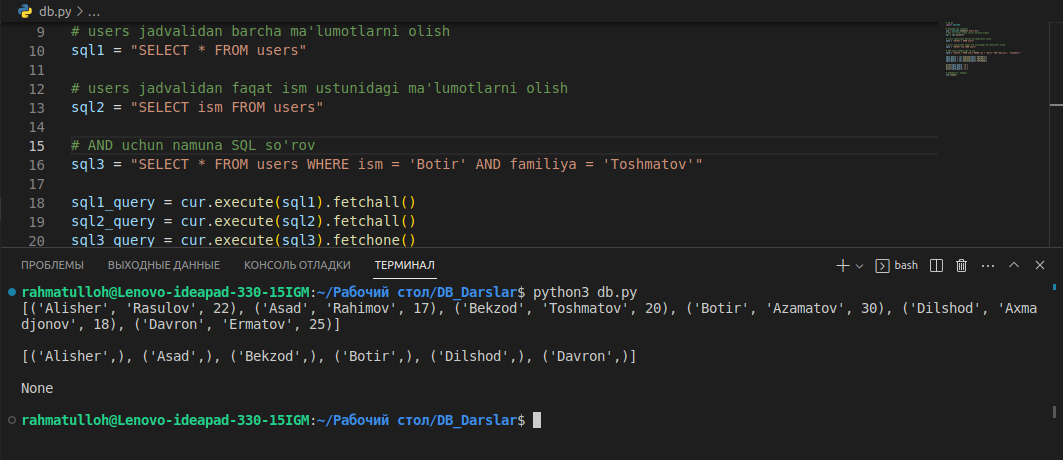 db.py > ...
9 # users jadvalidan barcha ma'lumotlarni olish
10 sql1 = "SELECT * FROM users"
11
12 # users jadvalidan faqat ism ustunidagi ma'lumotlarni olish
13 sql2 = "SELECT ism FROM users"
14
15 # AND uchun namuna SQL so'rov
16 sql3 = "SELECT * FROM users WHERE ism = 'Botir' AND familiya = 'Toshmatov'"
17
18 sql1_query = cur.execute(sql1).fetchall()
19 sql2_query = cur.execute(sql2).fetchall()
20 sql3_query = cur.execute(sql3).fetchone()
ПРОБЛЕМЫ ВЫХОДНЫЕ ДАННЫЕ КОНСОЛЬ ОТЛАДКИ ТЕРМИНАЛ bash
rahmatulloh@Lenovo-ideapad-330-15IGM:~/Рабочий стол/DB_Darslar$ python3 db.py
[('Alisher', 'Rasulov', 22), ('Asad', 'Rahimov', 17), ('Bekzod', 'Toshmatov', 20), ('Botir', 'Azamatov', 30), ('Dilshod', 'Axma
djonov', 18), ('Davron', 'Ermatov', 25)]
[('Alisher',), ('Asad',), ('Bekzod',), ('Botir',), ('Dilshod',), ('Davron',)]
None
rahmatulloh@Lenovo-ideapad-330-15IGM:~/Рабочий стол/DB_Darslar$